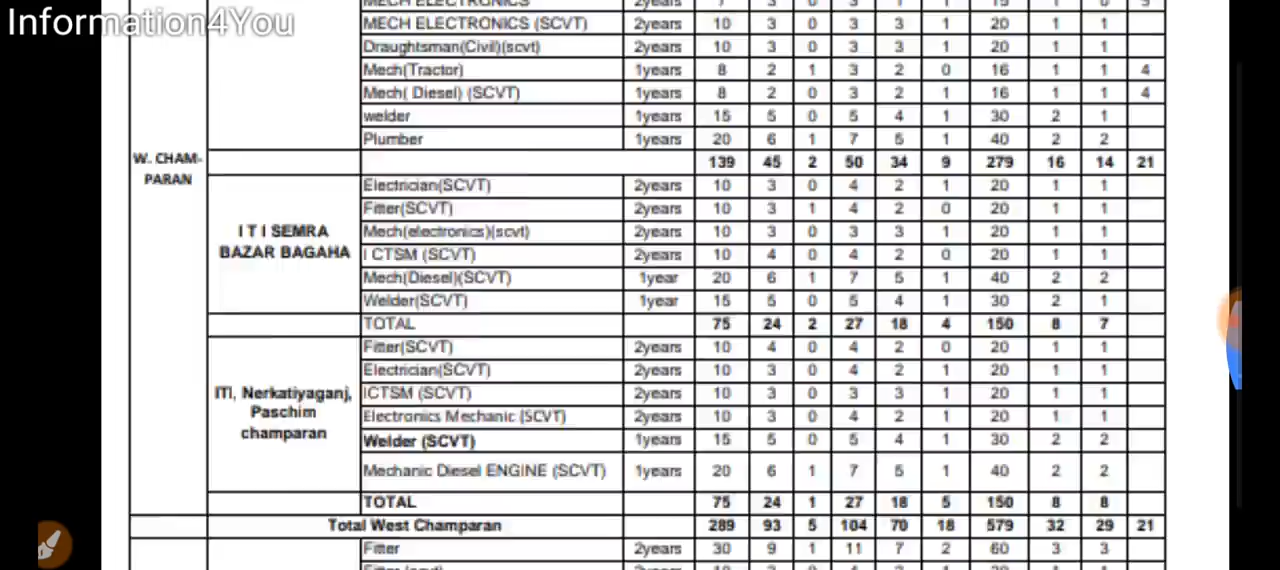 Information4You
MECH ELECTRONICS 2years 7 3 0 3 1 1 15 1 0 5
MECH ELECTRONICS (SCVT) 2years 10 3 0 3 3 1 20 1 1
Draughtsman(Civil)(scvt) 2years 10 3 0 3 3 1 20 1 1
Mech(Tractor) 1years 8 2 1 3 2 0 16 1 1 4
Mech( Diesel) (SCVT) 1years 8 2 0 3 2 1 16 1 1 4
welder 1years 15 5 0 5 4 1 30 2 1
Plumber 1years 20 6 1 7 5 1 40 2 2
W. CHAM-
PARAN
139 45 2 50 34 9 279 16 14 21
I T I SEMRA
BAZAR BAGAHA
Electrician(SCVT) 2years 10 3 0 4 2 1 20 1 1
Fitter(SCVT) 2years 10 3 1 4 2 0 20 1 1
Mech(electronics)(scvt) 2years 10 3 0 3 3 1 20 1 1
I CTSM (SCVT) 2years 10 4 0 4 2 0 20 1 1
Mech(Diesel)(SCVT) 1year 20 6 1 7 5 1 40 2 2
Welder(SCVT) 1year 15 5 0 5 4 1 30 2 1
TOTAL 75 24 2 27 18 4 150 8 7
ITI, Nerkatiyaganj,
Paschim
champaran
Fitter(SCVT) 2years 10 4 0 4 2 0 20 1 1
Electrician(SCVT) 2years 10 3 0 4 2 1 20 1 1
ICTSM (SCVT) 2years 10 3 0 3 3 1 20 1 1
Electronics Mechanic (SCVT) 2years 10 3 0 4 2 1 20 1 1
Welder (SCVT) 1years 15 5 0 5 4 1 30 2 2
Mechanic Diesel ENGINE (SCVT) 1years 20 6 1 7 5 1 40 2 2
TOTAL 75 24 1 27 18 5 150 8 8
Total West Champaran 289 93 5 104 70 18 579 32 29 21
Fitter 2years 30 9 1 11 7 2 60 3 3